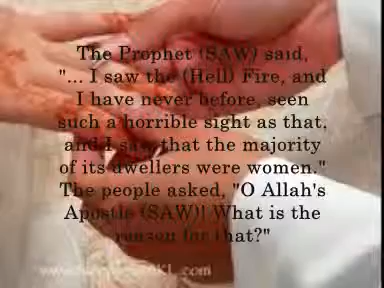 The Prophet (SAW) said,
"... I saw the (Hell) Fire, and
I have never before, seen
such a horrible sight as that,
and I saw that the majority
of its dwellers were women."
The people asked, "O Allah's
Apostle (SAW)! What is the
reason for that?"